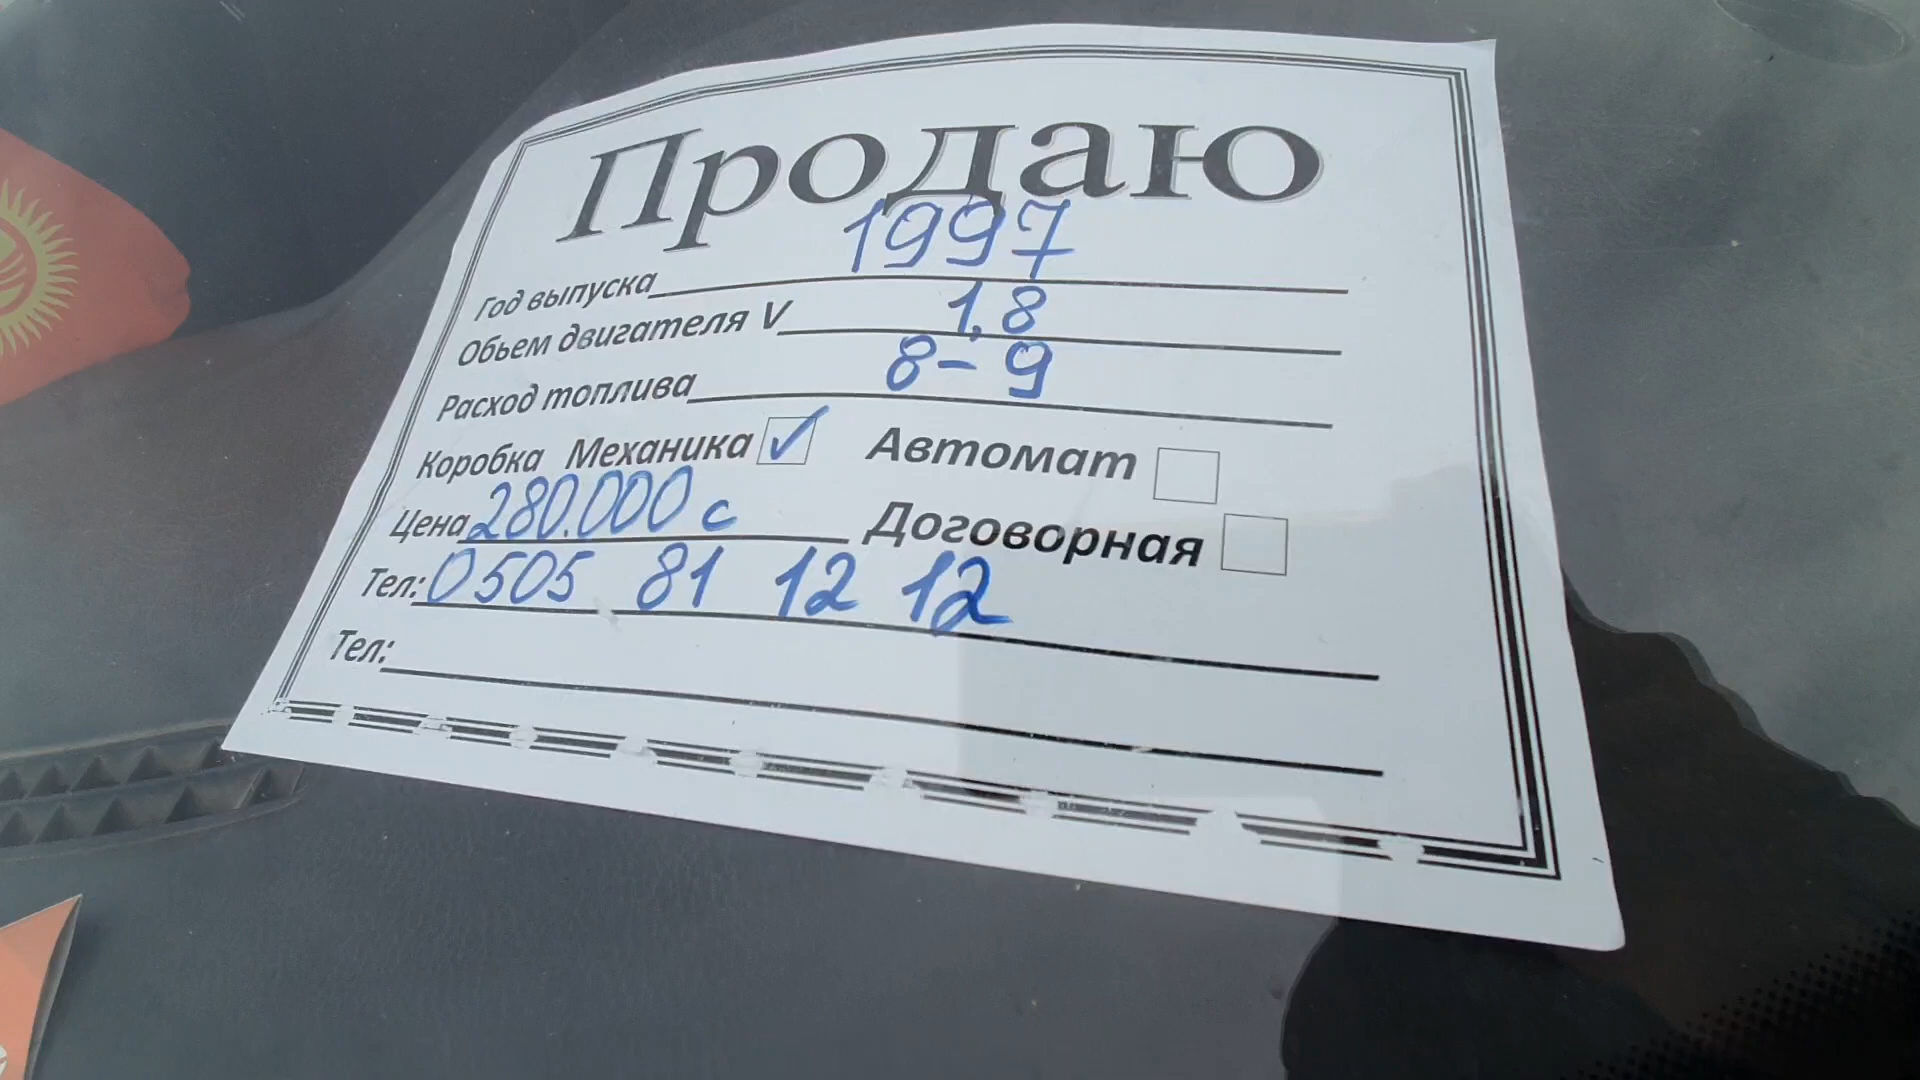 Продаю
Год выпуска 1997
Обьем двигателя V 1,8
Расход топлива 8-9
Коробка Механика ✓ Автомат
Цена 280.000 с Договорная
Тел: 0505 81 12 12
Тел: